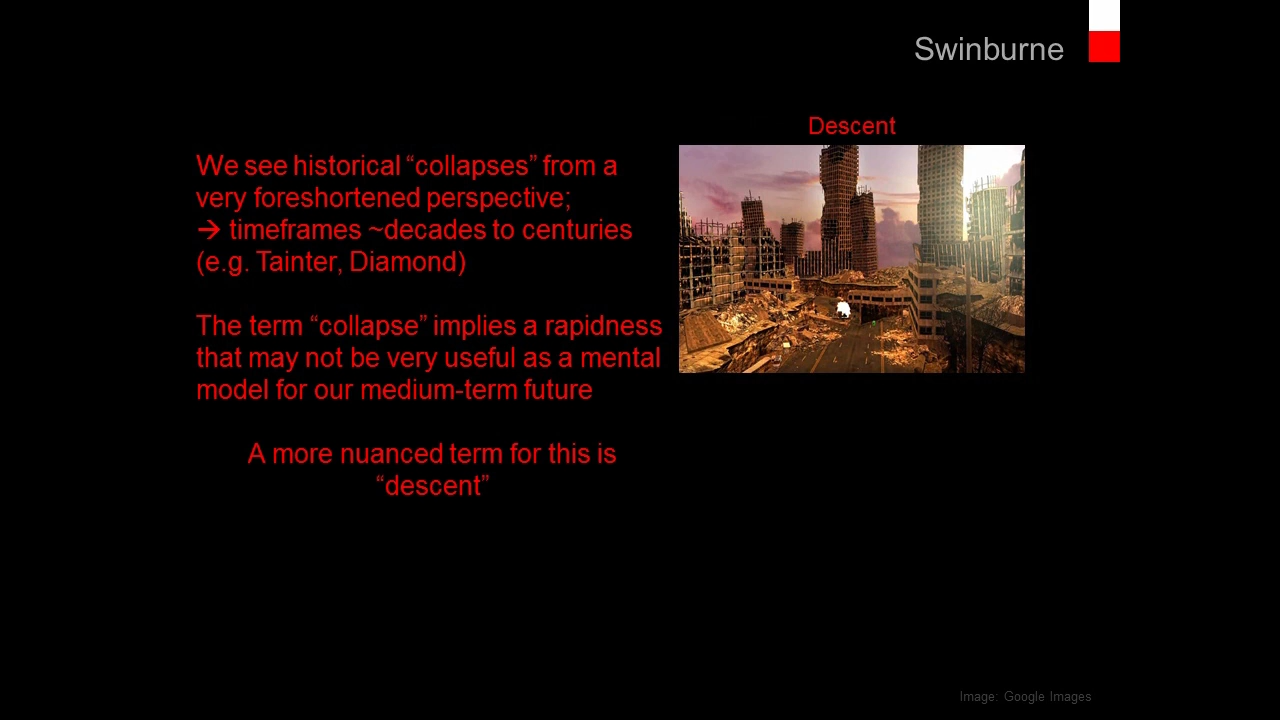 Swinburne
Descent
We see historical “collapses” from a
very foreshortened perspective;
→ timeframes ~decades to centuries
(e.g. Tainter, Diamond)
The term “collapse” implies a rapidness
that may not be very useful as a mental
model for our medium-term future
A more nuanced term for this is
“descent”
Image: Google Images